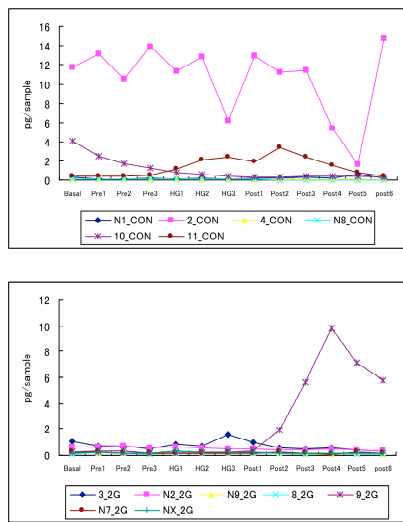 16
14
12
10
8
6
4
2
0
pg/sample
Basal Pre1 Pre2 Pre3 HG1 HG2 HG3 Post1 Post2 Post3 Post4 Post5 post6
N1_CON 2_CON 4_CON N8_CON
10_CON 11_CON
12
10
8
6
4
2
0
pg/sample
Basal Pre1 Pre2 Pre3 HG1 HG2 HG3 Post1 Post2 Post3 Post4 Post5 post6
3_2G N2_2G N9_2G 8_2G 9_2G
N7_2G NX_2G